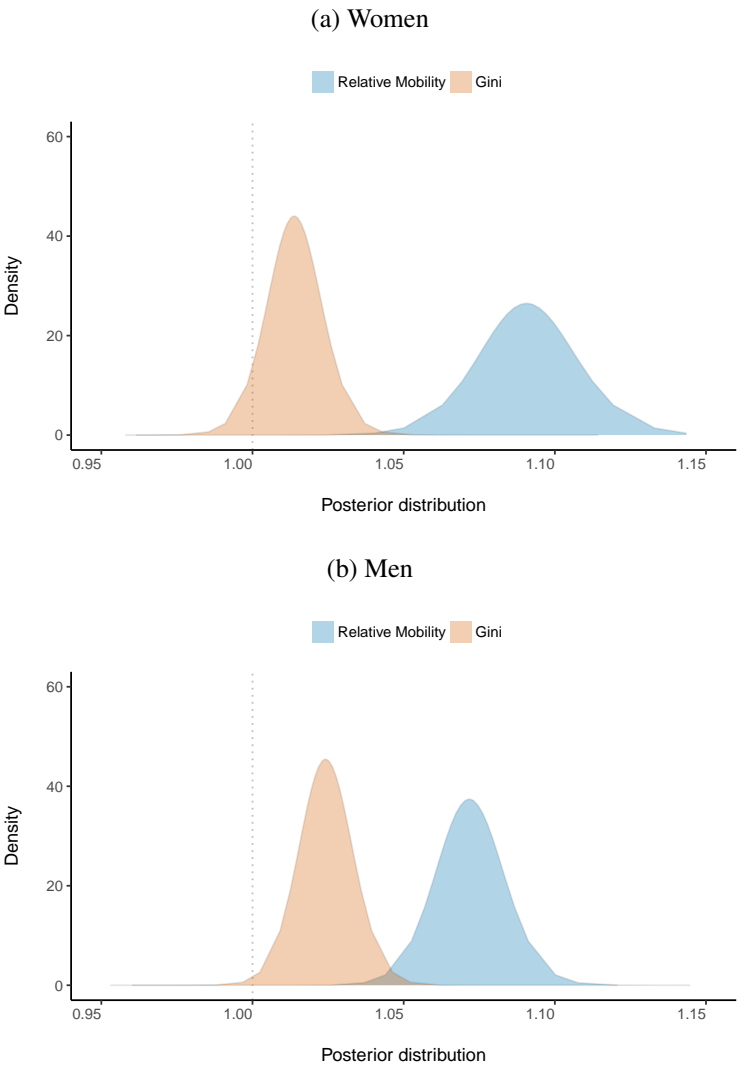 (a) Women
Relative Mobility Gini
60
40
20
0
Density
0.95 1.00 1.05 1.10 1.15
Posterior distribution
(b) Men
Relative Mobility Gini
60
40
20
0
Density
0.95 1.00 1.05 1.10 1.15
Posterior distribution